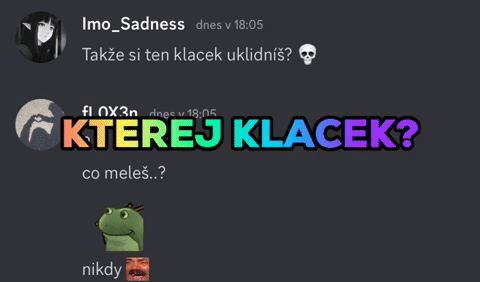 Imo_Sadness dnes v 18:05
Takže si ten klacek uklidníš? 💀
fL0X3n dnes v 18:05
KTEREJ KLACEK?
co meleš..?
nikdy